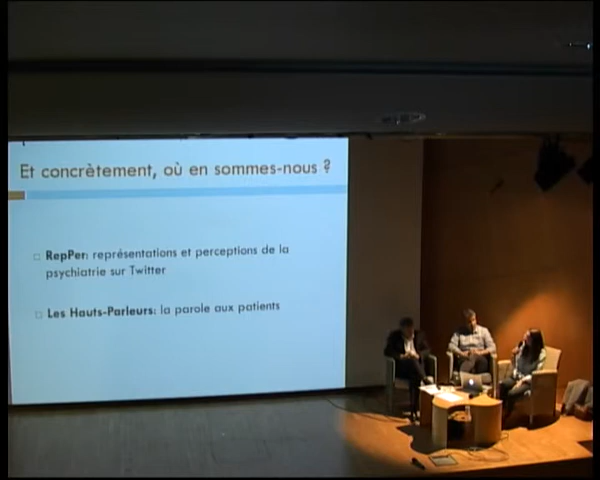 Et concrètement, où en sommes-nous ?
RepPer: représentations et perceptions de la
psychiatrie sur Twitter
Les Hauts-Parleurs: la parole aux patients